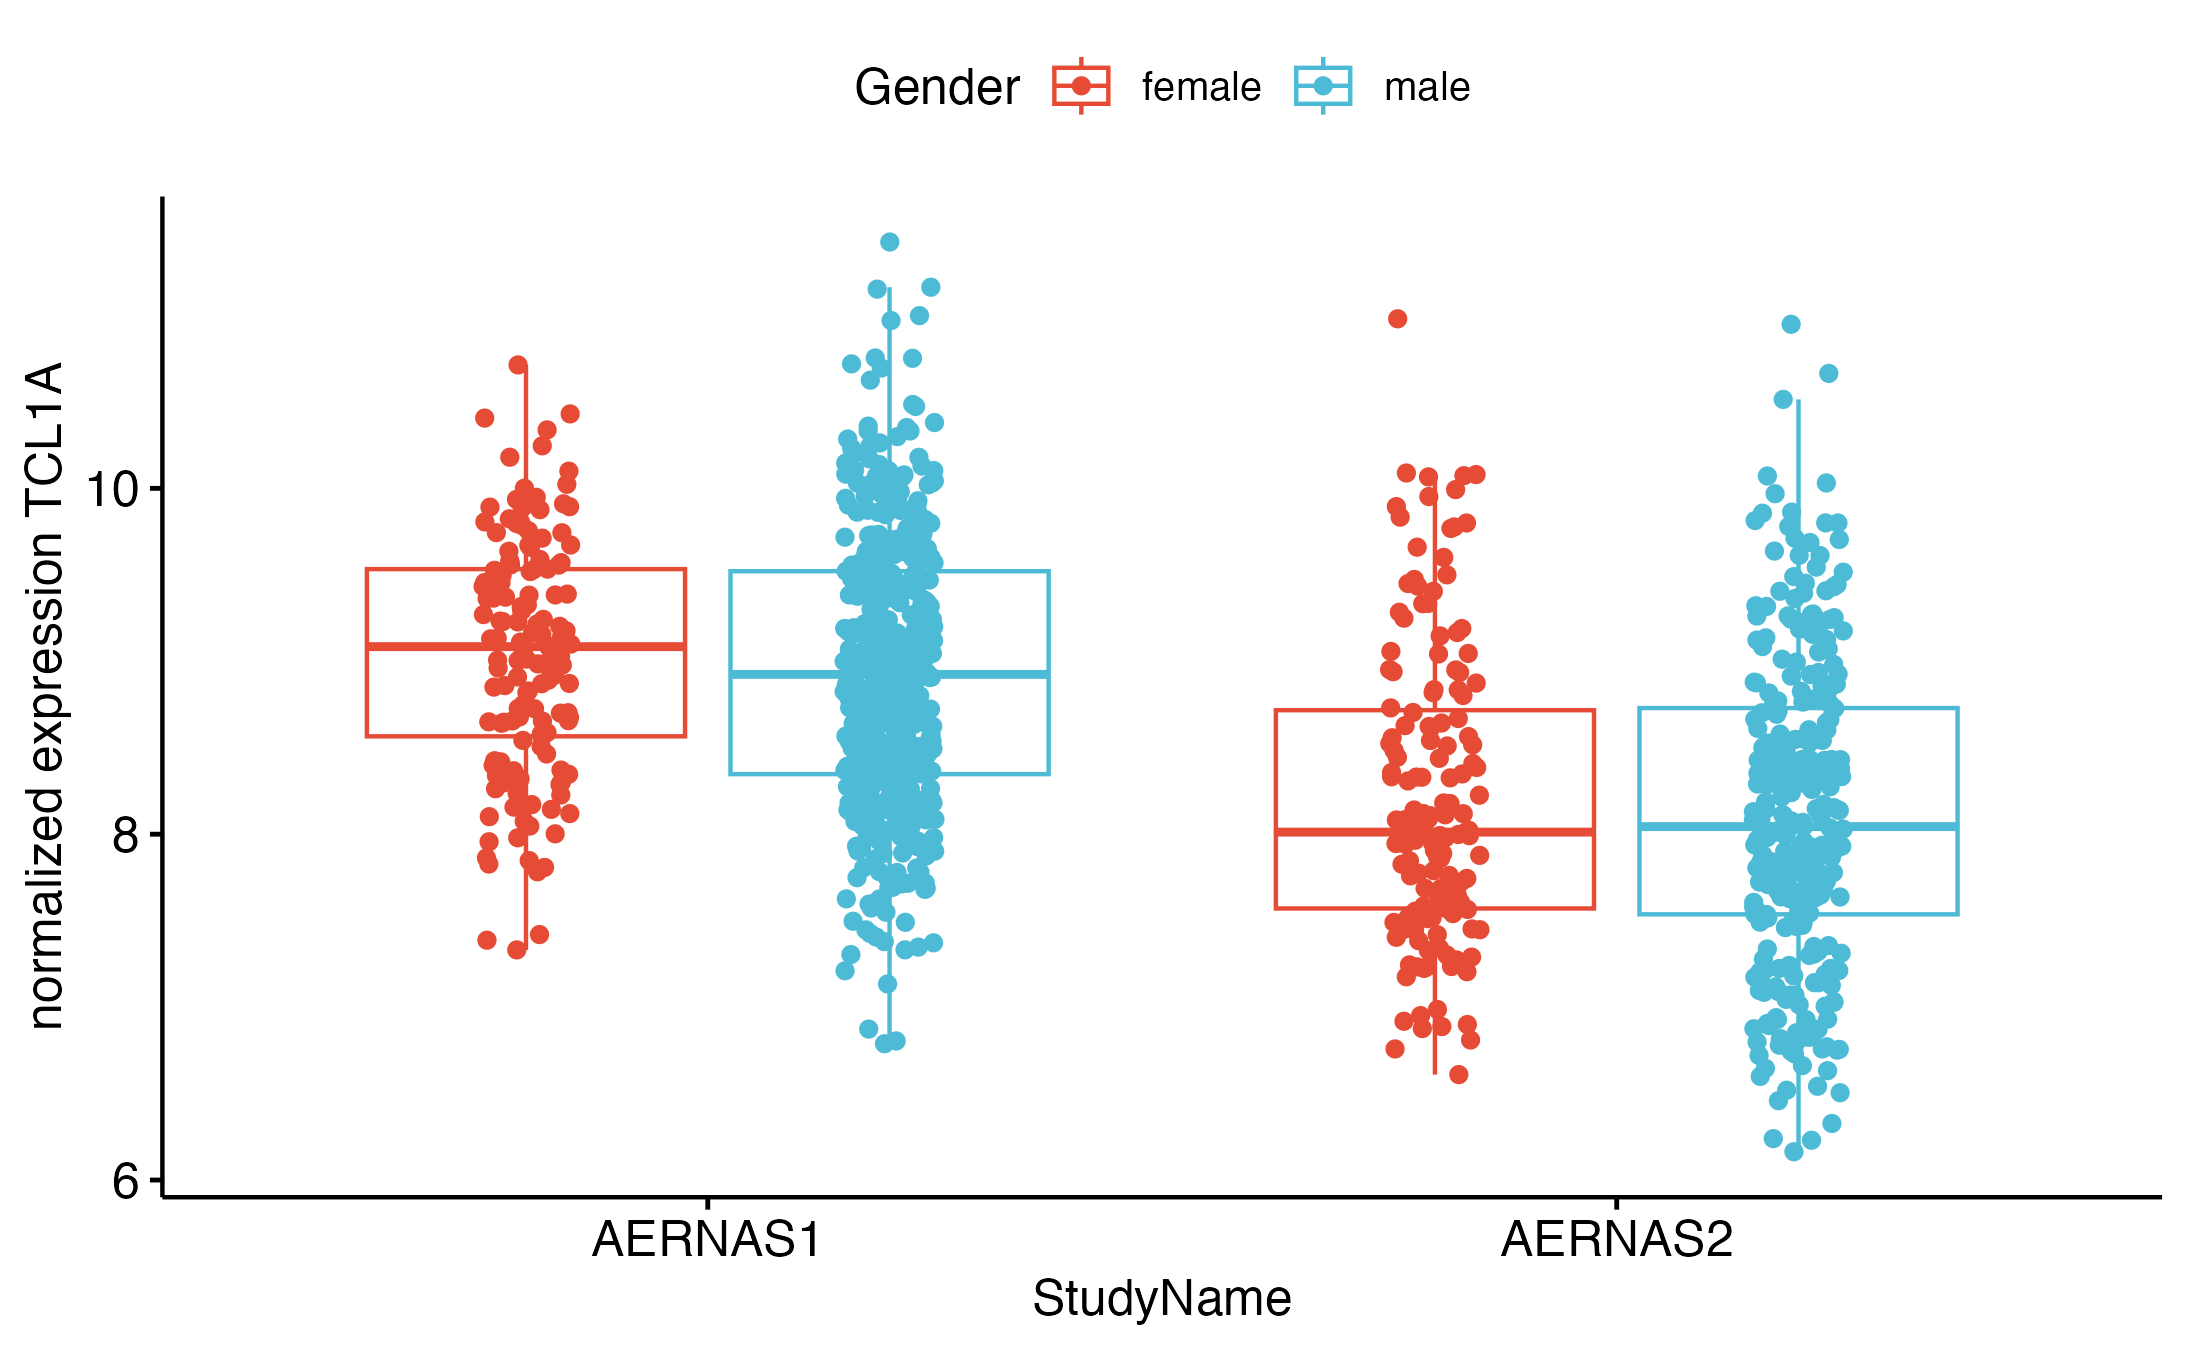 Gender female male
normalized expression TCL1A
10
8
6
AERNAS1 AERNAS2
StudyName